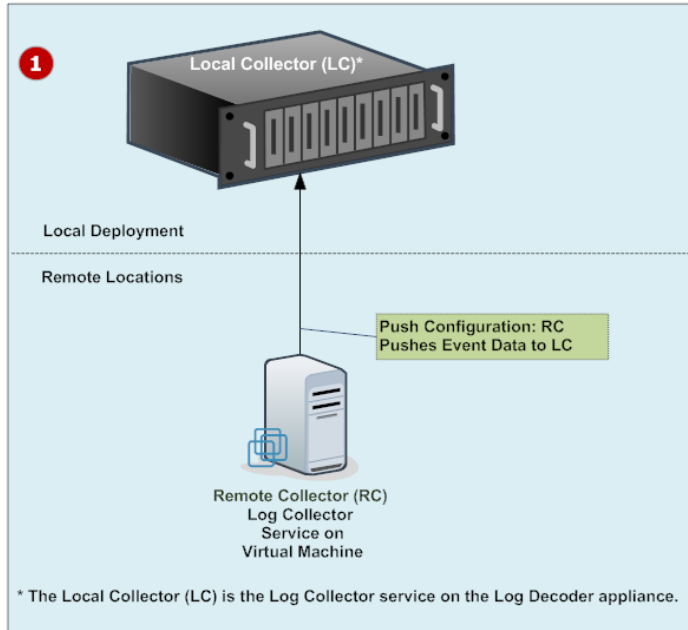 1
Local Collector (LC)*
Local Deployment
Remote Locations
Push Configuration: RC
Pushes Event Data to LC
Remote Collector (RC)
Log Collector
Service on
Virtual Machine
* The Local Collector (LC) is the Log Collector service on the Log Decoder appliance.